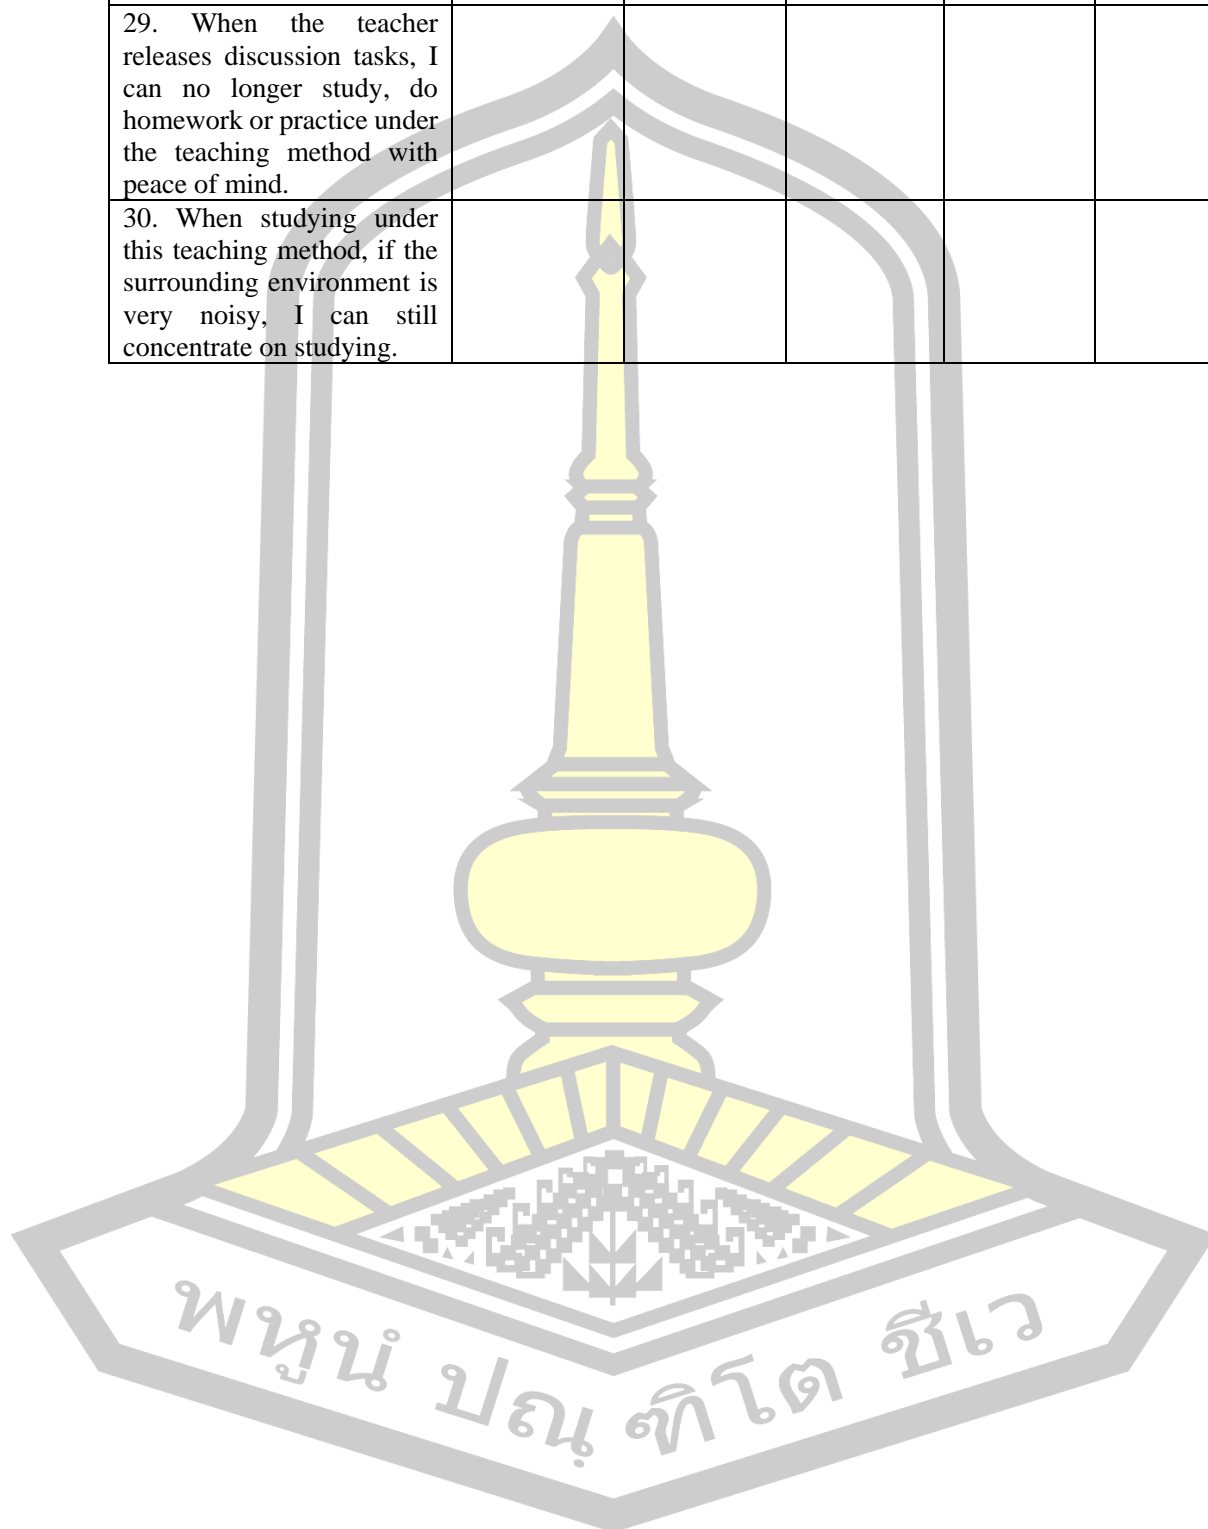 29. When the teacher
releases discussion tasks, I
can no longer study, do
homework or practice under
the teaching method with
peace of mind.
30. When studying under
this teaching method, if the
surrounding environment is
very noisy, I can still
concentrate on studying.
พหูนํ ปณฺฑิโต ชีเว